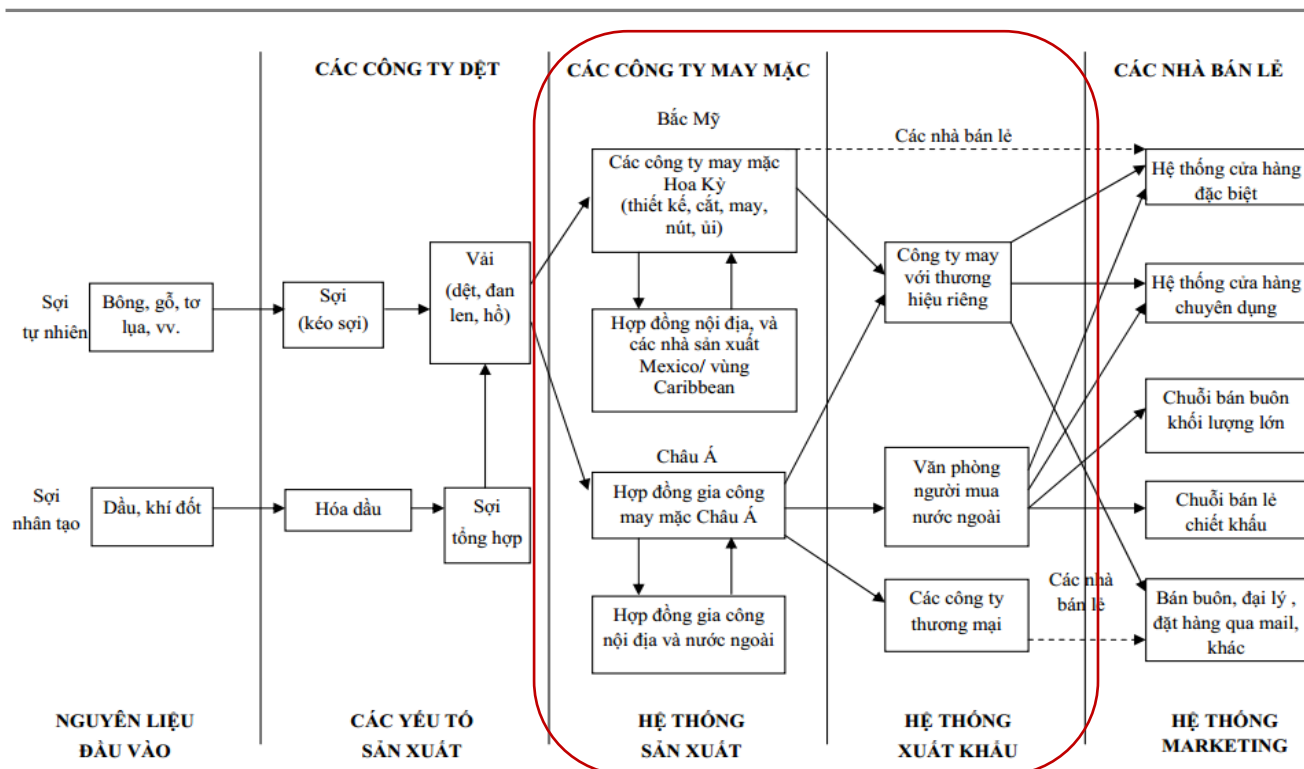 CÁC CÔNG TY DỆT
CÁC CÔNG TY MAY MẶC
CÁC NHÀ BÁN LẺ
Bắc Mỹ
Các nhà bán lẻ
Các công ty may mặc
Hoa Kỳ
(thiết kế, cắt, may,
nút, ủi)
Hệ thống cửa hàng
đặc biệt
Sợi
tự nhiên
Bông, gỗ, tơ
lụa, vv.
Sợi
(kéo sợi)
Vải
(dệt, đan
len, hồ)
Hợp đồng nội địa, và
các nhà sản xuất
Mexico/ vùng
Caribbean
Công ty may
với thương
hiệu riêng
Hệ thống cửa hàng
chuyên dụng
Chuỗi bán buôn
khối lượng lớn
Châu Á
Sợi
nhân tạo
Dầu, khí đốt
Hóa dầu
Sợi
tổng hợp
Hợp đồng gia công
may mặc Châu Á
Văn phòng
người mua
nước ngoài
Chuỗi bán lẻ
chiết khấu
Hợp đồng gia công
nội địa và nước ngoài
Các công ty
thương mại
Các nhà
bán lẻ
Bán buôn, đại lý ,
đặt hàng qua mail,
khác
NGUYÊN LIỆU
ĐẦU VÀO
CÁC YẾU TỐ
SẢN XUẤT
HỆ THỐNG
SẢN XUẤT
HỆ THỐNG
XUẤT KHẨU
HỆ THỐNG
MARKETING